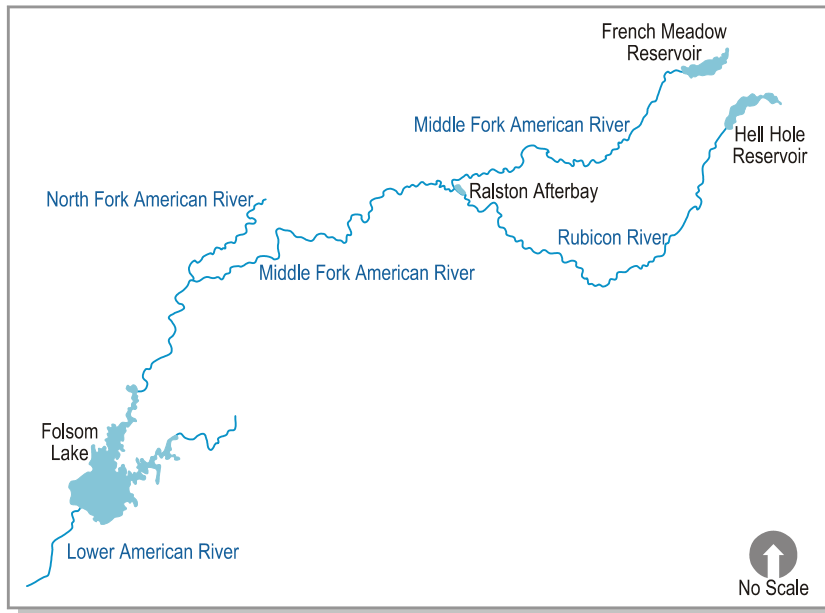 French Meadow
Reservoir
Middle Fork American River
Hell Hole
Reservoir
Ralston Afterbay
North Fork American River
Rubicon River
Middle Fork American River
Folsom
Lake
Lower American River
No Scale